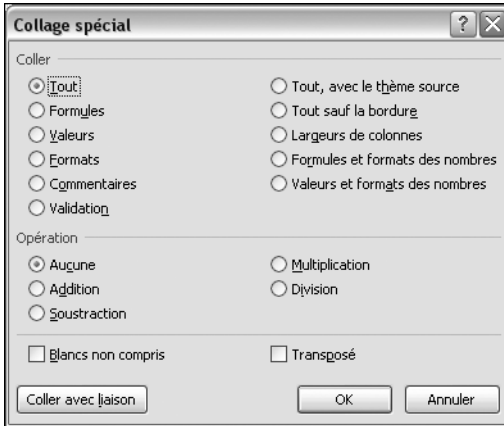 Collage spécial
Coller
Tout
Tout, avec le thème source
Formules
Tout sauf la bordure
Valeurs
Largeurs de colonnes
Formats
Formules et formats des nombres
Commentaires
Valeurs et formats des nombres
Validation
Opération
Aucune
Multiplication
Addition
Division
Soustraction
Blancs non compris
Transposé
Coller avec liaison
OK
Annuler